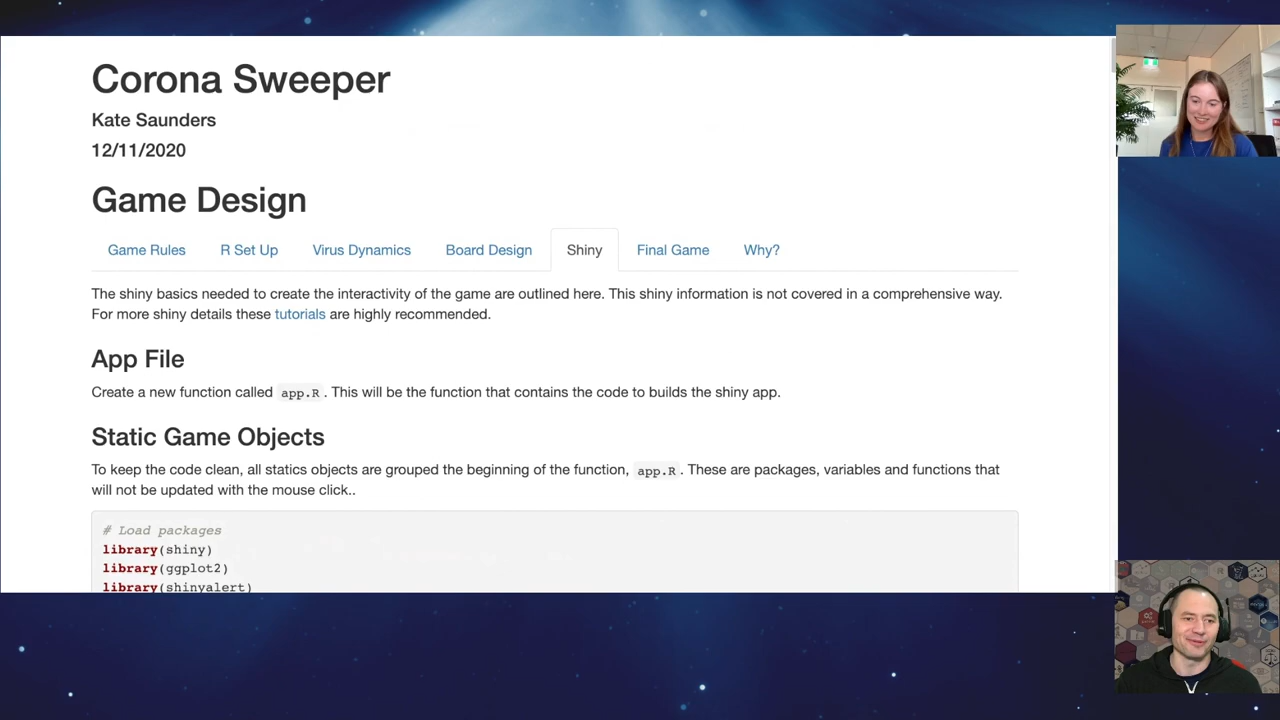 Corona Sweeper
Kate Saunders
12/11/2020
Game Design
Game Rules R Set Up Virus Dynamics Board Design Shiny Final Game Why?
The shiny basics needed to create the interactivity of the game are outlined here. This shiny information is not covered in a comprehensive way.
For more shiny details these tutorials are highly recommended.
App File
Create a new function called app.R. This will be the function that contains the code to builds the shiny app.
Static Game Objects
To keep the code clean, all statics objects are grouped the beginning of the function, app.R. These are packages, variables and functions that
will not be updated with the mouse click..
# Load packages
library(shiny)
library(ggplot2)
library(shinyalert)